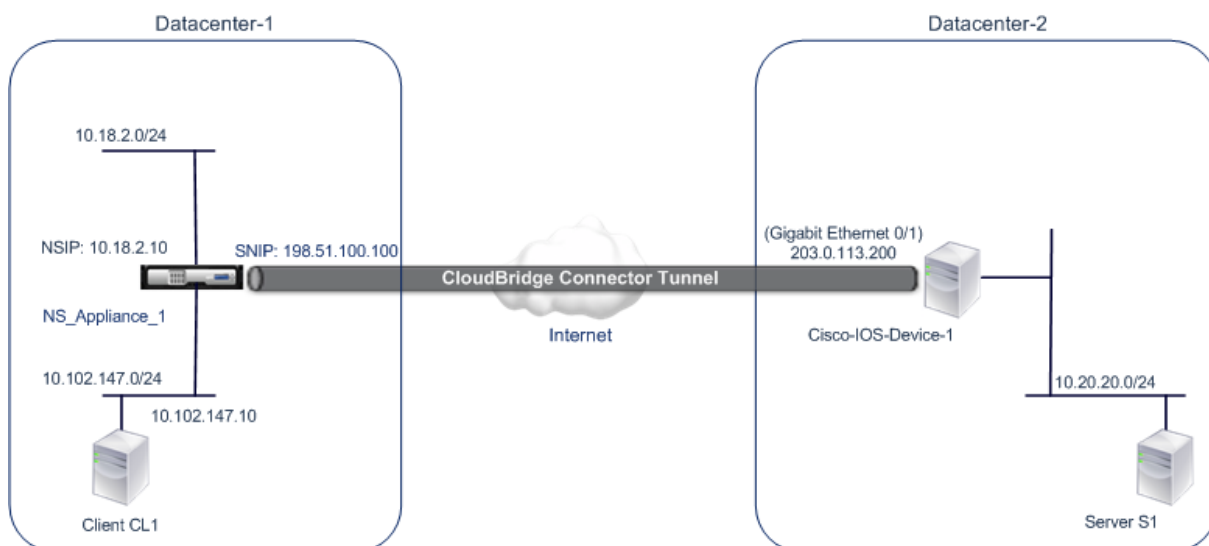 Datacenter-1
Datacenter-2
10.18.2.0/24
NSIP: 10.18.2.10
SNIP: 198.51.100.100
(Gigabit Ethernet 0/1)
203.0.113.200
CloudBridge Connector Tunnel
NS_Appliance_1
Internet
Cisco-IOS-Device-1
10.102.147.0/24
10.102.147.10
10.20.20.0/24
Client CL1
Server S1